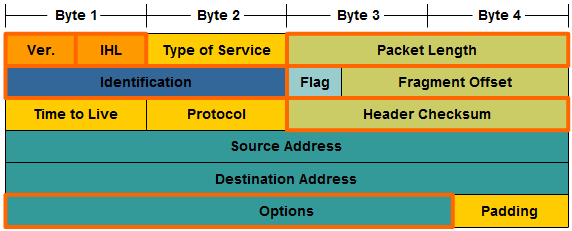 Byte 1 Byte 2 Byte 3 Byte 4
Ver. IHL Type of Service Packet Length
Identification Flag Fragment Offset
Time to Live Protocol Header Checksum
Source Address
Destination Address
Options Padding